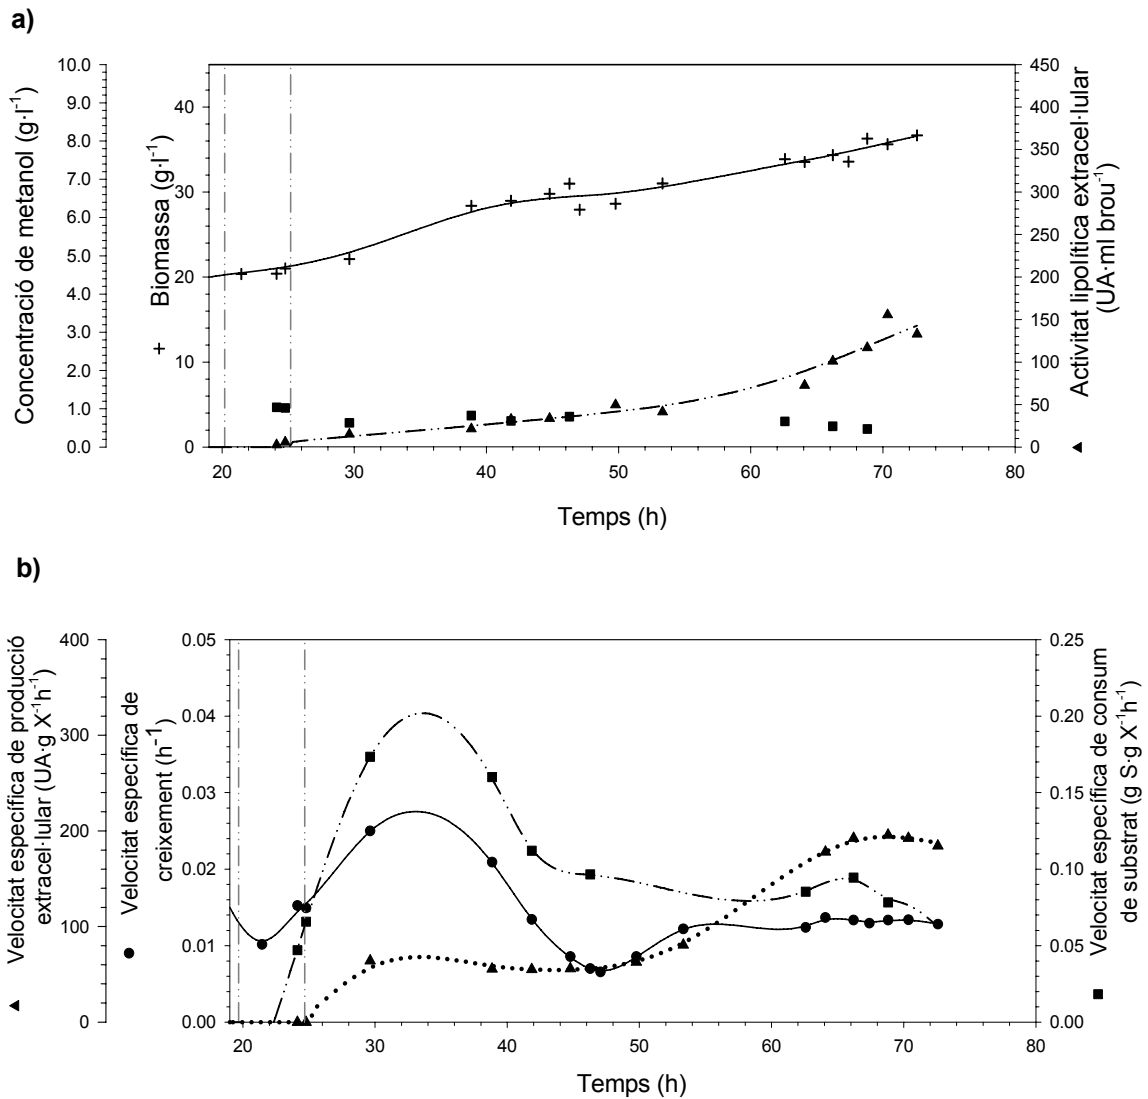 a)
Concentració de metanol (g·l-1)
10.0
9.0
8.0
7.0
6.0
5.0
4.0
3.0
2.0
1.0
0.0
Biomassa (g·l-1)
40
30
20
10
0
450
400
350
300
250
200
150
100
50
0
Activitat lipolítica extracel·lular
(UA·ml brou-1)
20 30 40 50 60 70 80
Temps (h)
b)
Velocitat específica de producció
extracel·lular (UA·g X-1h-1)
400
300
200
100
0
Velocitat específica de
creixement (h-1)
0.05
0.04
0.03
0.02
0.01
0.00
0.25
0.20
0.15
0.10
0.05
0.00
Velocitat específica de consum
de substrat (g S·g X-1h-1)
20 30 40 50 60 70 80
Temps (h)